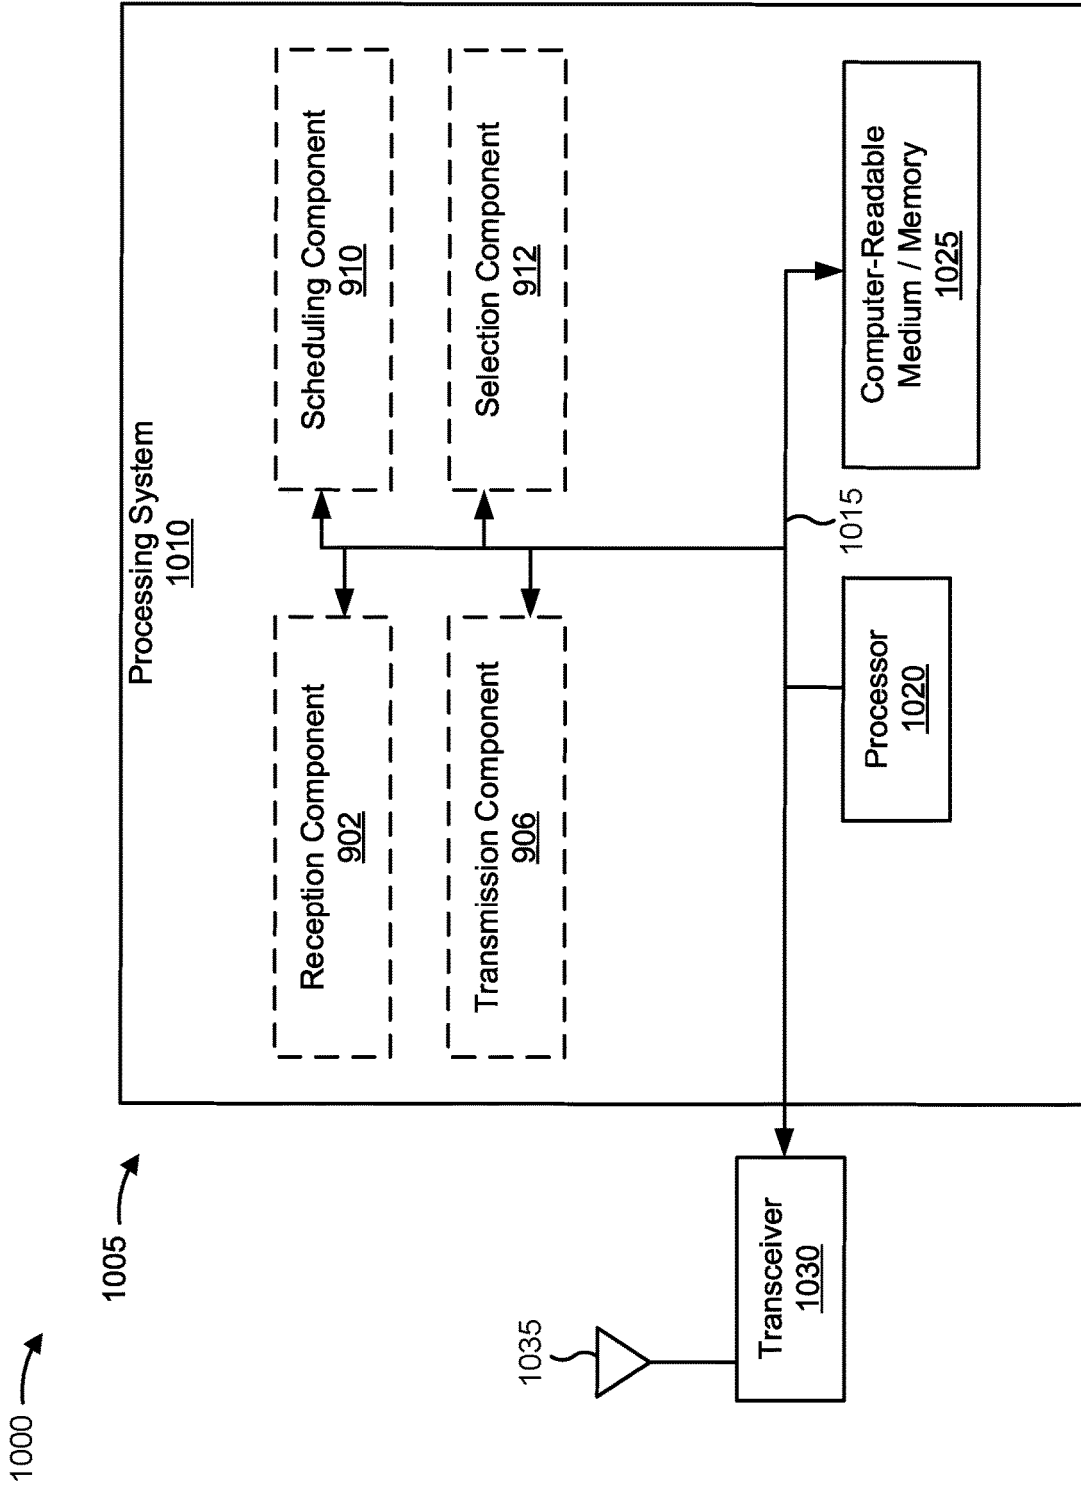 1000
1005
Processing System
1010
Reception Component
902
Scheduling Component
910
Transmission Component
906
Selection Component
912
1035
Transceiver
1030
Processor
1020
1015
Computer-Readable
Medium / Memory
1025